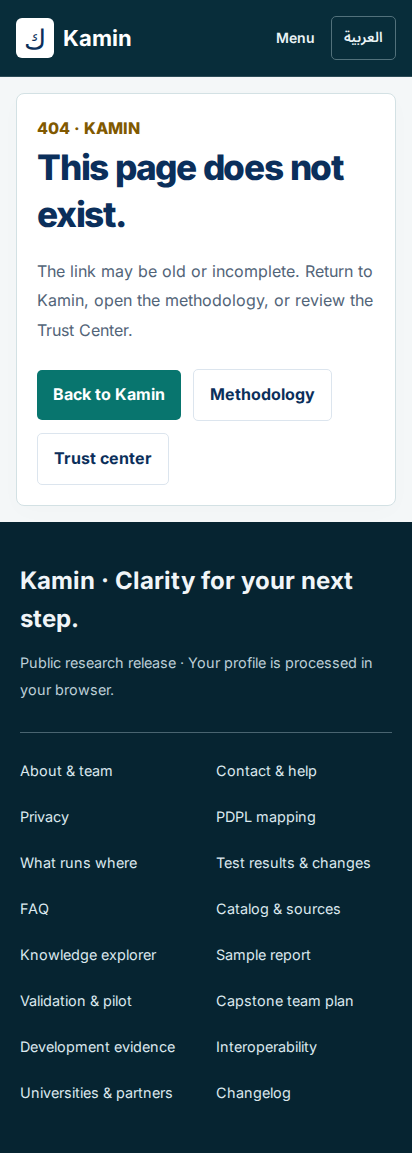 ك Kamin
Menu
العربية
404 · KAMIN
This page does not
exist.
The link may be old or incomplete. Return to
Kamin, open the methodology, or review the
Trust Center.
Back to Kamin
Methodology
Trust center
Kamin · Clarity for your next
step.
Public research release · Your profile is processed in
your browser.
About & team
Contact & help
Privacy
PDPL mapping
What runs where
Test results & changes
FAQ
Catalog & sources
Knowledge explorer
Sample report
Validation & pilot
Capstone team plan
Development evidence
Interoperability
Universities & partners
Changelog